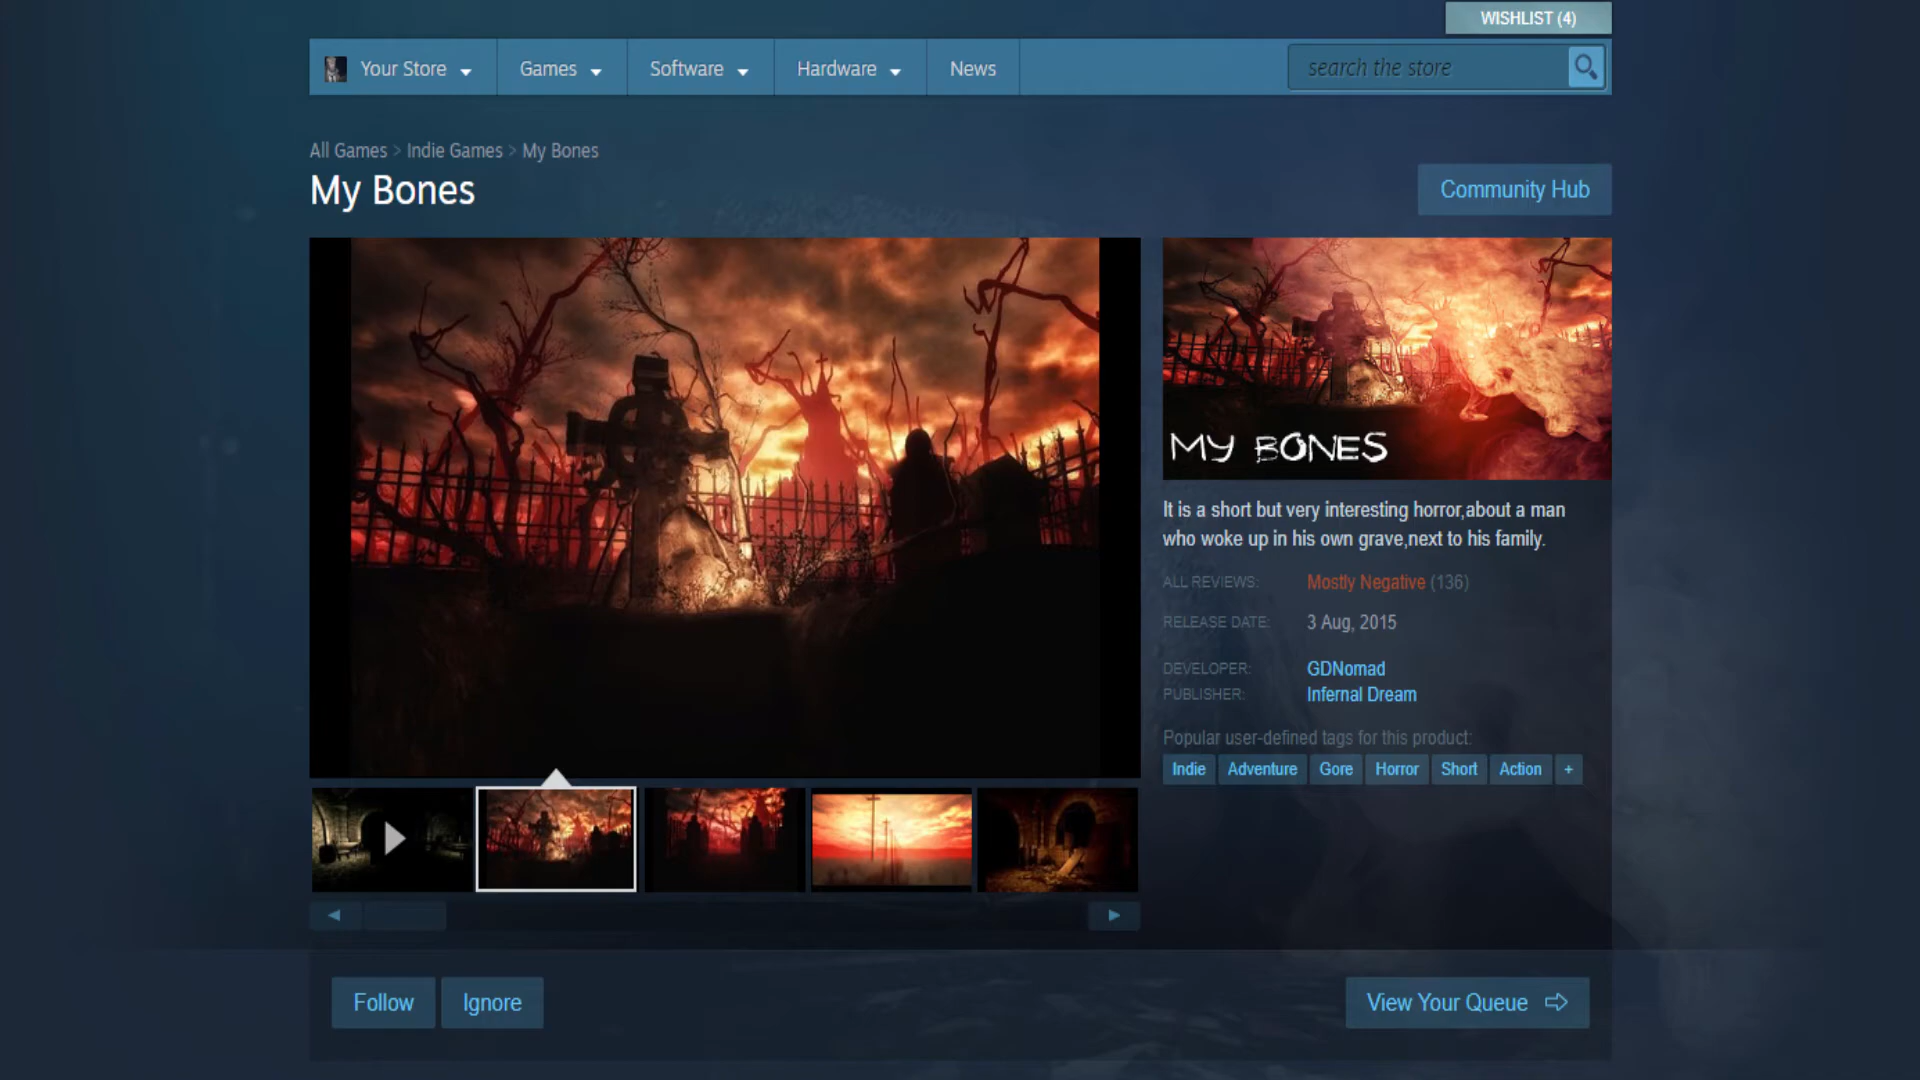 WISHLIST (4)
Your Store
Games
Software
Hardware
News
search the store
All Games > Indie Games > My Bones
My Bones
Community Hub
MY BONES
It is a short but very interesting horror,about a man
who woke up in his own grave,next to his family.
ALL REVIEWS: Mostly Negative (136)
RELEASE DATE: 3 Aug, 2015
DEVELOPER: GDNomad
PUBLISHER: Infernal Dream
Popular user-defined tags for this product:
Indie Adventure Gore Horror Short Action +
Follow
Ignore
View Your Queue